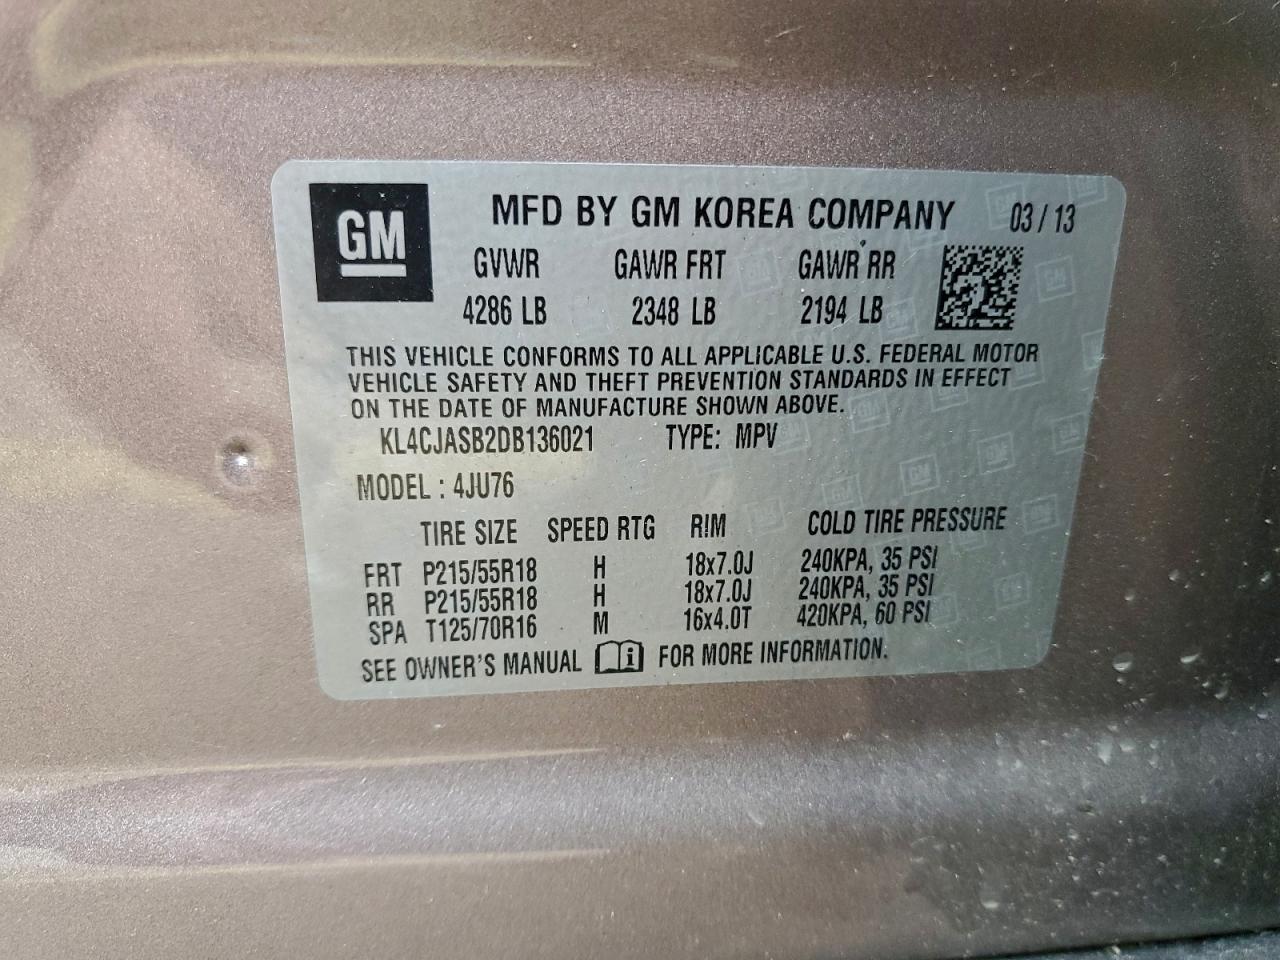 GM
MFD BY GM KOREA COMPANY 03 / 13
GVWR GAWR FRT GAWR RR
4286 LB 2348 LB 2194 LB
THIS VEHICLE CONFORMS TO ALL APPLICABLE U.S. FEDERAL MOTOR
VEHICLE SAFETY AND THEFT PREVENTION STANDARDS IN EFFECT
ON THE DATE OF MANUFACTURE SHOWN ABOVE.
KL4CJASB2DB136021 TYPE: MPV
MODEL : 4JU76
TIRE SIZE SPEED RTG RIM COLD TIRE PRESSURE
FRT P215/55R18 H 18x7.0J 240KPA, 35 PSI
RR P215/55R18 H 18x7.0J 240KPA, 35 PSI
SPA T125/70R16 M 16x4.0T 420KPA, 60 PSI
SEE OWNER'S MANUAL i FOR MORE INFORMATION.